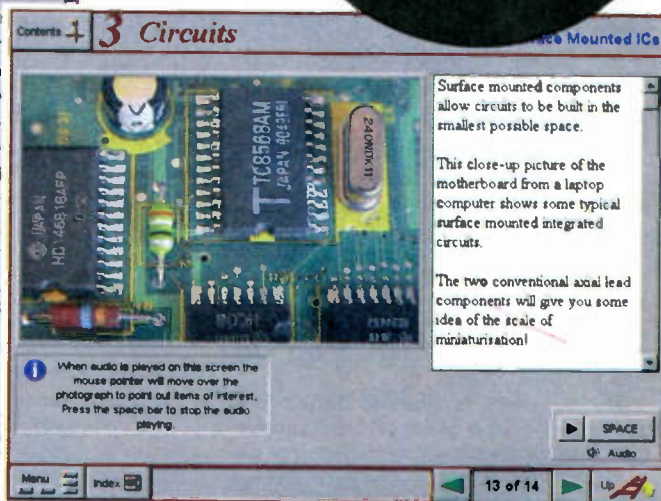 Contents
3 Circuits
Mounted ICs
JAPAN
TC8568AM
JAPAN
240NDK11
Surface mounted components
allow circuits to be built in the
smallest possible space.
This close-up picture of the
motherboard from a laptop
computer shows some typical
surface mounted integrated
circuits.
The two conventional axial lead
components will give you some
idea of the scale of
miniaturisation!
When audio is played on this screen the
mouse pointer will move over the
photograph to point out items of interest.
Press the space bar to stop the audio
playing.
SPACE
Audio
Menu
Index
13 of 14
Up